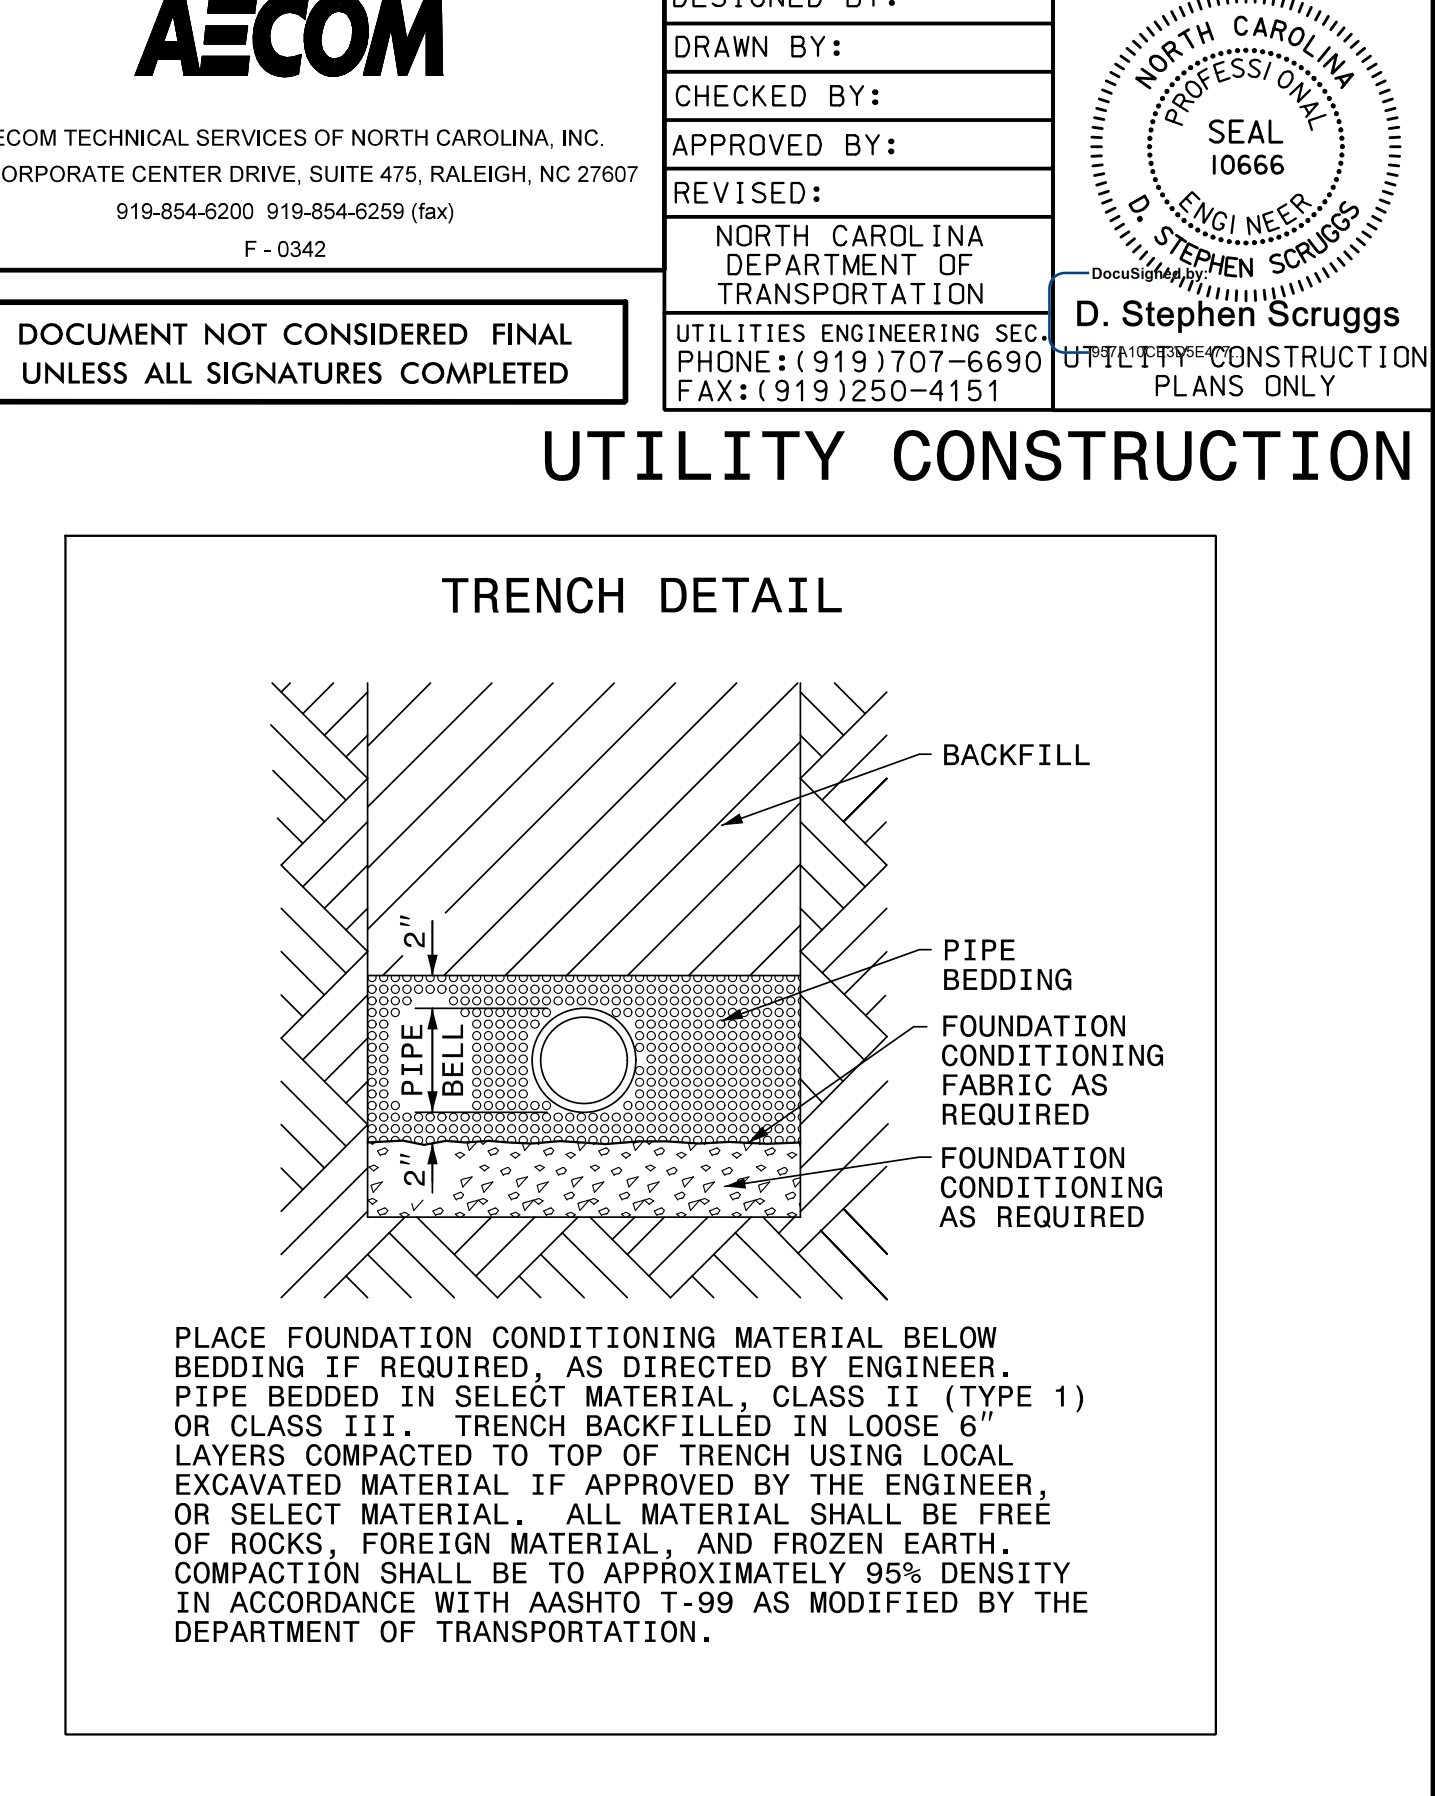 AECOM
ECOM TECHNICAL SERVICES OF NORTH CAROLINA, INC.
ORPORATE CENTER DRIVE, SUITE 475, RALEIGH, NC 27607
919-854-6200 919-854-6259 (fax)
F - 0342
DOCUMENT NOT CONSIDERED FINAL
UNLESS ALL SIGNATURES COMPLETED
DESIGNED BY:
DRAWN BY:
CHECKED BY:
APPROVED BY:
REVISED:
NORTH CAROLINA
DEPARTMENT OF
TRANSPORTATION
UTILITIES ENGINEERING SEC.
PHONE:(919)707-6690
FAX:(919)250-4151
NORTH CAROLINA
PROFESSIONAL
SEAL
10666
ENGINEER
D. STEPHEN SCRUGGS
DocuSigned by:
D. Stephen Scruggs
957A10CE3D5E477...
UTILITY CONSTRUCTION
PLANS ONLY
UTILITY CONSTRUCTION
TRENCH DETAIL
BACKFILL
2"
PIPE
BEDDING
PIPE
BELL
FOUNDATION
CONDITIONING
FABRIC AS
REQUIRED
2"
FOUNDATION
CONDITIONING
AS REQUIRED
PLACE FOUNDATION CONDITIONING MATERIAL BELOW
BEDDING IF REQUIRED, AS DIRECTED BY ENGINEER.
PIPE BEDDED IN SELECT MATERIAL, CLASS II (TYPE 1)
OR CLASS III. TRENCH BACKFILLED IN LOOSE 6"
LAYERS COMPACTED TO TOP OF TRENCH USING LOCAL
EXCAVATED MATERIAL IF APPROVED BY THE ENGINEER,
OR SELECT MATERIAL. ALL MATERIAL SHALL BE FREE
OF ROCKS, FOREIGN MATERIAL, AND FROZEN EARTH.
COMPACTION SHALL BE TO APPROXIMATELY 95% DENSITY
IN ACCORDANCE WITH AASHTO T-99 AS MODIFIED BY THE
DEPARTMENT OF TRANSPORTATION.